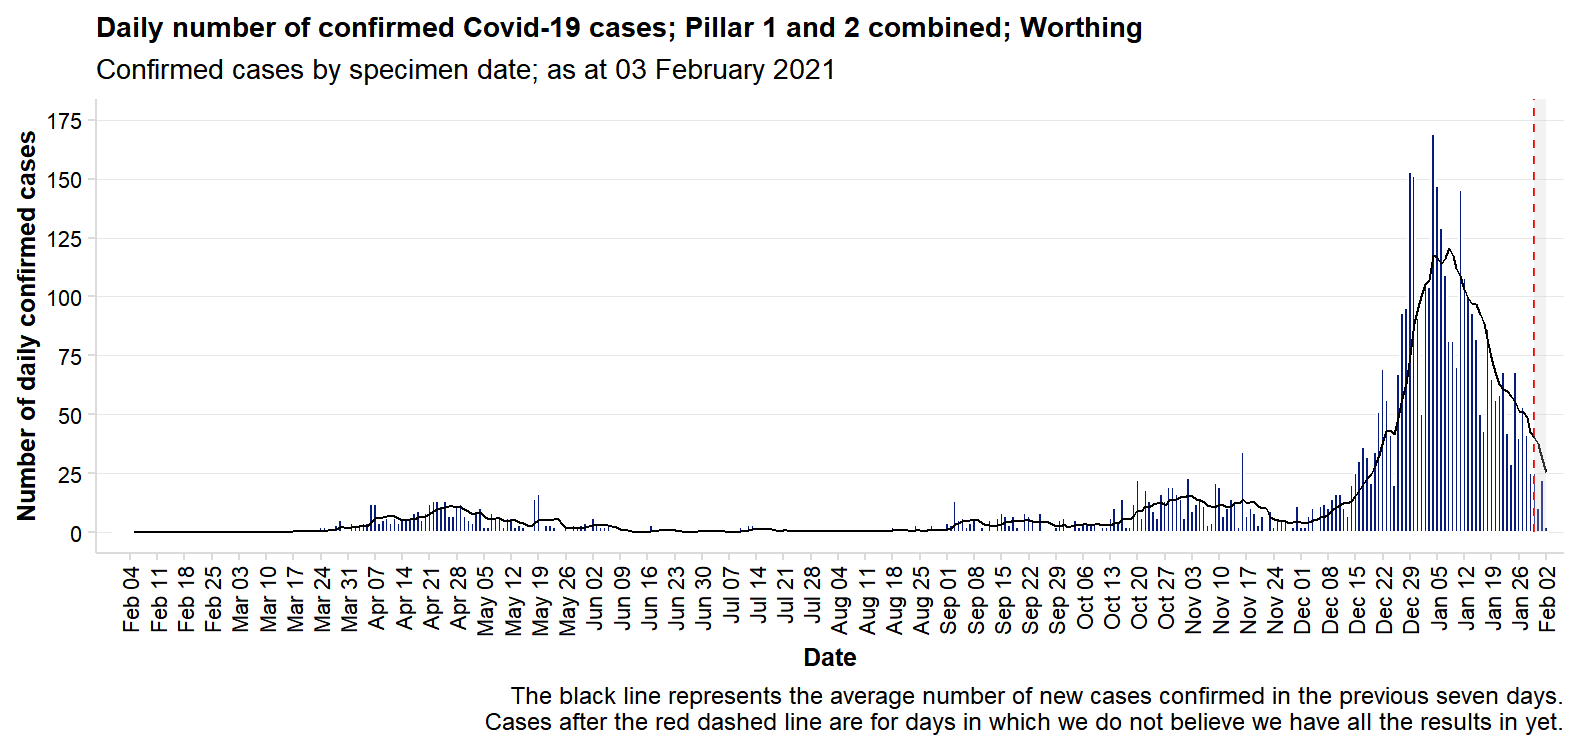 Daily number of confirmed Covid-19 cases; Pillar 1 and 2 combined; Worthing
Confirmed cases by specimen date; as at 03 February 2021
Number of daily confirmed cases
175
150
125
100
75
50
25
0
Feb 04
Feb 11
Feb 18
Feb 25
Mar 03
Mar 10
Mar 17
Mar 24
Mar 31
Apr 07
Apr 14
Apr 21
Apr 28
May 05
May 12
May 19
May 26
Jun 02
Jun 09
Jun 16
Jun 23
Jun 30
Jul 07
Jul 14
Jul 21
Jul 28
Aug 04
Aug 11
Aug 18
Aug 25
Sep 01
Sep 08
Sep 15
Sep 22
Sep 29
Oct 06
Oct 13
Oct 20
Oct 27
Nov 03
Nov 10
Nov 17
Nov 24
Dec 01
Dec 08
Dec 15
Dec 22
Dec 29
Jan 05
Jan 12
Jan 19
Jan 26
Feb 02
Date
The black line represents the average number of new cases confirmed in the previous seven days.
Cases after the red dashed line are for days in which we do not believe we have all the results in yet.